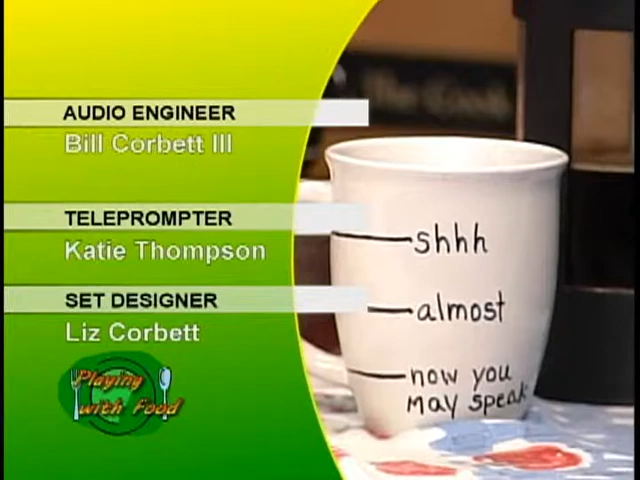 AUDIO ENGINEER
Bill Corbett III
TELEPROMPTER
Katie Thompson
SET DESIGNER
Liz Corbett
Playing
with Food
shhh
almost
now you
may speak